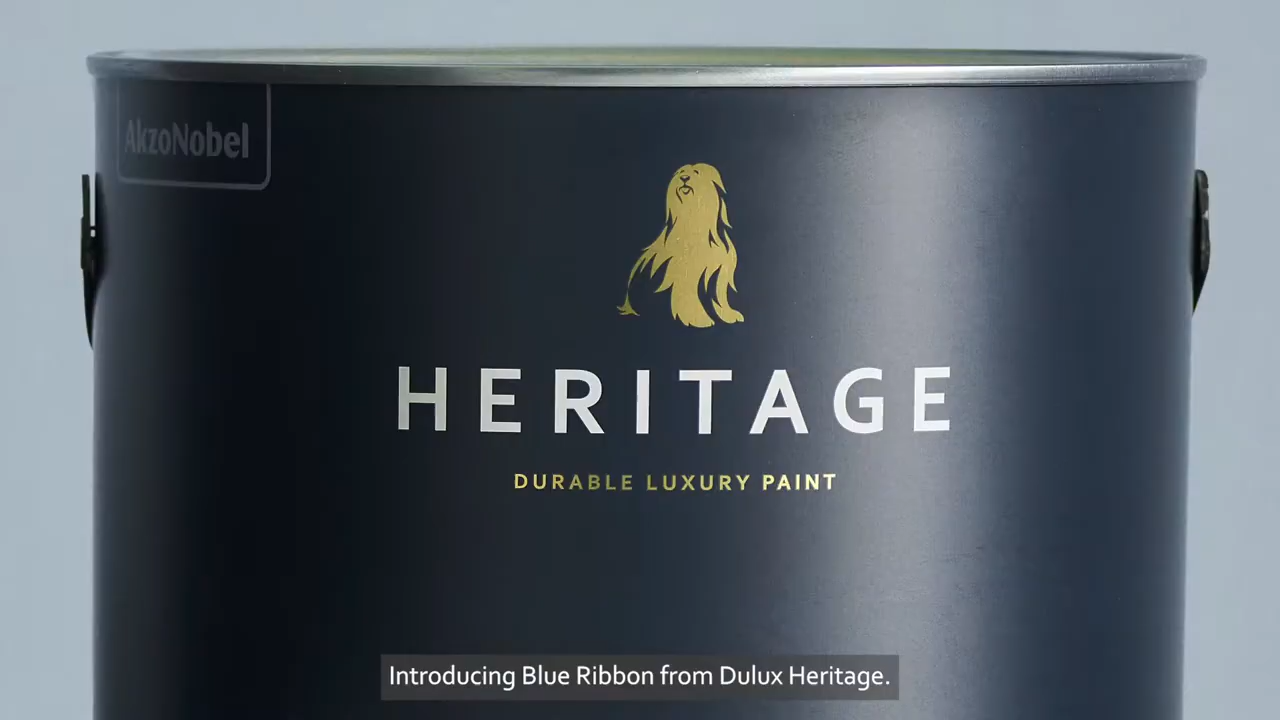 AkzoNobel
HERITAGE
DURABLE LUXURY PAINT
Introducing Blue Ribbon from Dulux Heritage.